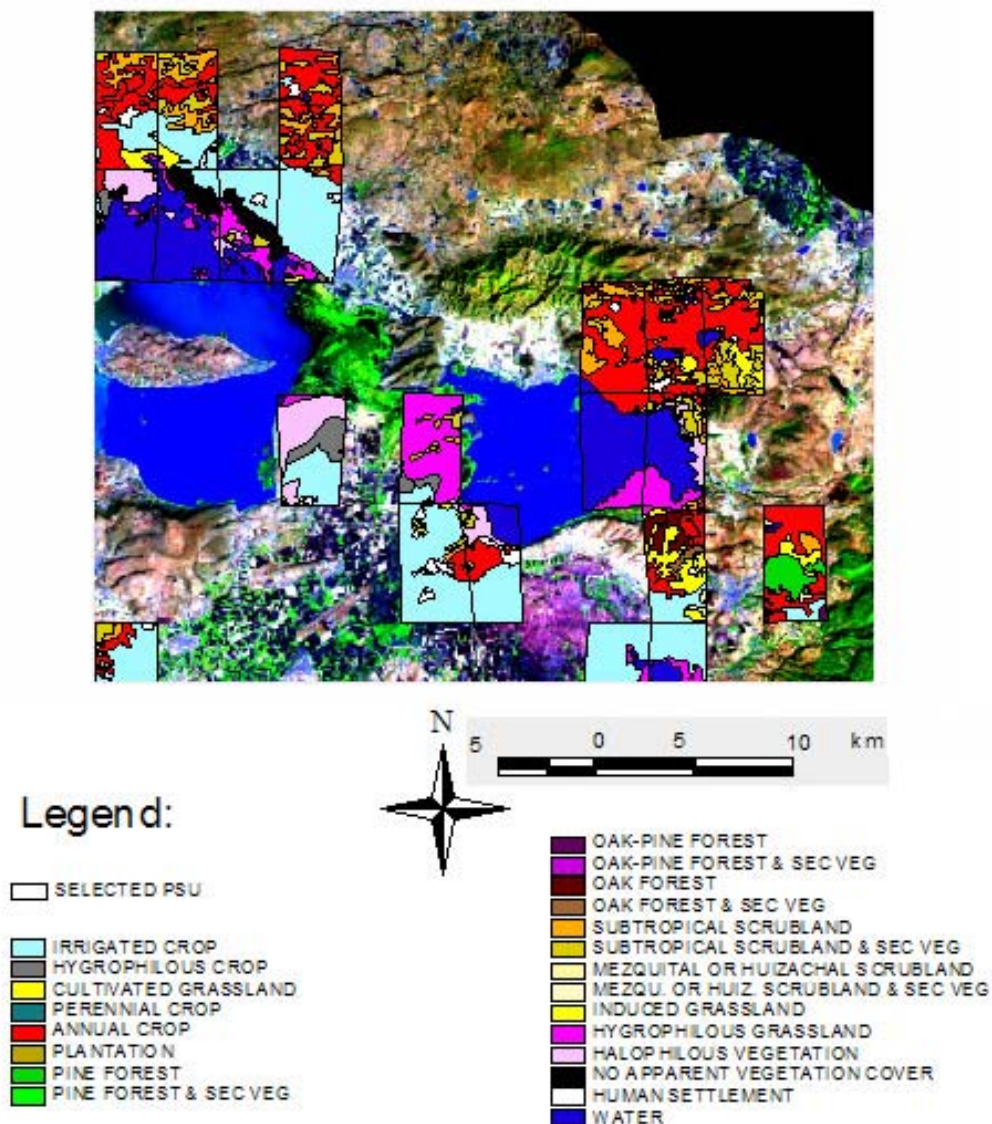 N
5 0 5 10 km
Legend:
SELECTED PSU
IRRIGATED CROP
HYGROPHILOUS CROP
CULTIVATED GRASSLAND
PERENNIAL CROP
ANNUAL CROP
PLANTATION
PINE FOREST
PINE FOREST & SEC VEG
OAK-PINE FOREST
OAK-PINE FOREST & SEC VEG
OAK FOREST
OAK FOREST & SEC VEG
SUBTROPICAL SCRUBLAND
SUBTROPICAL SCRUBLAND & SEC VEG
MEZQUITAL OR HUIZACHAL SCRUBLAND
MEZQU. OR HUIZ. SCRUBLAND & SEC VEG
INDUCED GRASSLAND
HYGROPHILOUS GRASSLAND
HALOPHILOUS VEGETATION
NO APPARENT VEGETATION COVER
HUMAN SETTLEMENT
WATER